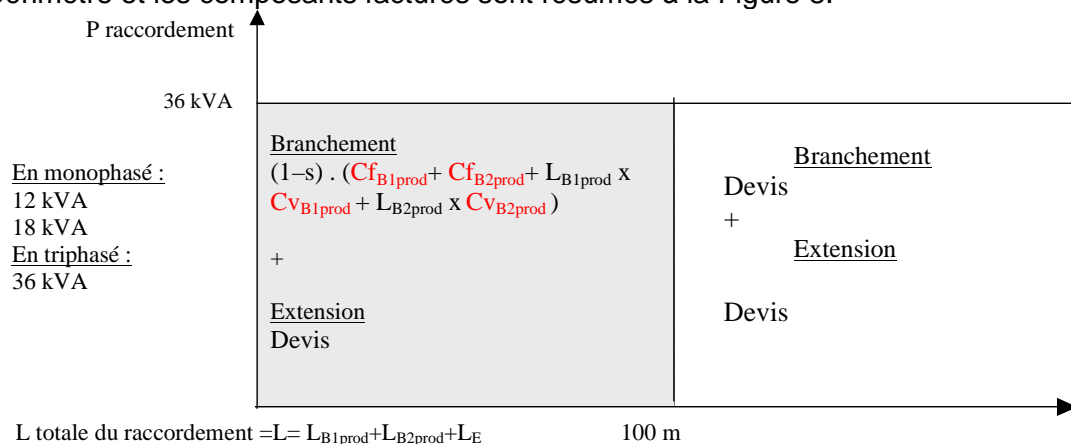 P raccordement
36 kVA
En monophasé :
12 kVA
18 kVA
En triphasé :
36 kVA
Branchement
(1–s) . (CfB1prod+ CfB2prod+ LB1prod x
CvB1prod + LB2prod x CvB2prod )
+
Extension
Devis
Branchement
Devis
+
Extension
Devis
L totale du raccordement =L= LB1prod+LB2prod+LE
100 m